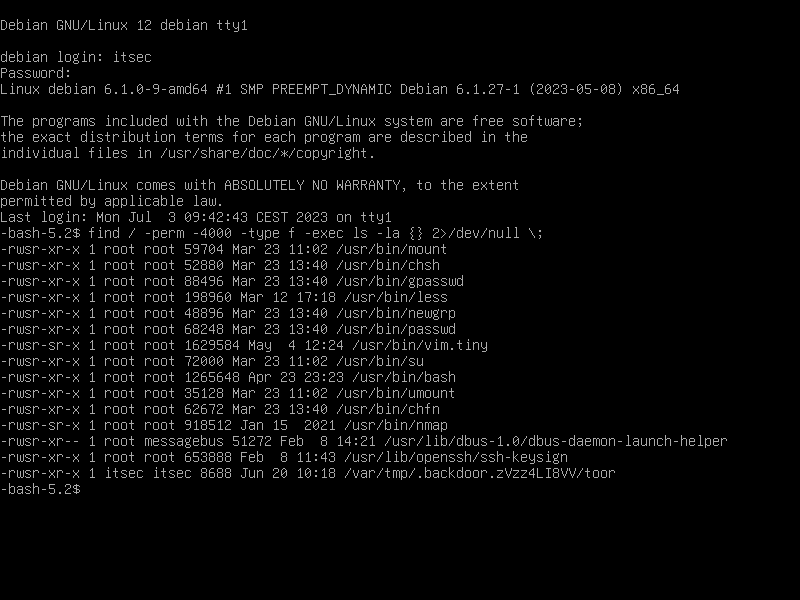 Debian GNU/Linux 12 debian tty1
debian login: itsec
Password:
Linux debian 6.1.0-9-amd64 #1 SMP PREEMPT_DYNAMIC Debian 6.1.27-1 (2023-05-08) x86_64
The programs included with the Debian GNU/Linux system are free software;
the exact distribution terms for each program are described in the
individual files in /usr/share/doc/*/copyright.
Debian GNU/Linux comes with ABSOLUTELY NO WARRANTY, to the extent
permitted by applicable law.
Last login: Mon Jul  3 09:42:43 CEST 2023 on tty1
-bash-5.2$ find / -perm -4000 -type f -exec ls -la {} 2>/dev/null \;
-rwsr-xr-x 1 root root 59704 Mar 23 11:02 /usr/bin/mount
-rwsr-xr-x 1 root root 52880 Mar 23 13:40 /usr/bin/chsh
-rwsr-xr-x 1 root root 88496 Mar 23 13:40 /usr/bin/gpasswd
-rwsr-xr-x 1 root root 198960 Mar 12 17:18 /usr/bin/less
-rwsr-xr-x 1 root root 48896 Mar 23 13:40 /usr/bin/newgrp
-rwsr-xr-x 1 root root 68248 Mar 23 13:40 /usr/bin/passwd
-rwsr-sr-x 1 root root 1629584 May  4 12:24 /usr/bin/vim.tiny
-rwsr-xr-x 1 root root 72000 Mar 23 11:02 /usr/bin/su
-rwsr-xr-x 1 root root 1265648 Apr 23 23:23 /usr/bin/bash
-rwsr-xr-x 1 root root 35128 Mar 23 11:02 /usr/bin/umount
-rwsr-xr-x 1 root root 62672 Mar 23 13:40 /usr/bin/chfn
-rwsr-sr-x 1 root root 918512 Jan 15  2021 /usr/bin/nmap
-rwsr-xr-- 1 root messagebus 51272 Feb  8 14:21 /usr/lib/dbus-1.0/dbus-daemon-launch-helper
-rwsr-xr-x 1 root root 653888 Feb  8 11:43 /usr/lib/openssh/ssh-keysign
-rwsr-xr-x 1 itsec itsec 8688 Jun 20 10:18 /var/tmp/.backdoor.zVzz4LI8VV/toor
-bash-5.2$